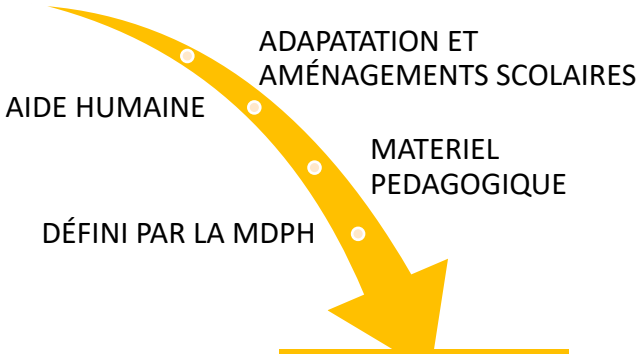 ADAPATATION ET
AMÉNAGEMENTS SCOLAIRES
AIDE HUMAINE
MATERIEL
PEDAGOGIQUE
DÉFINI PAR LA MDPH